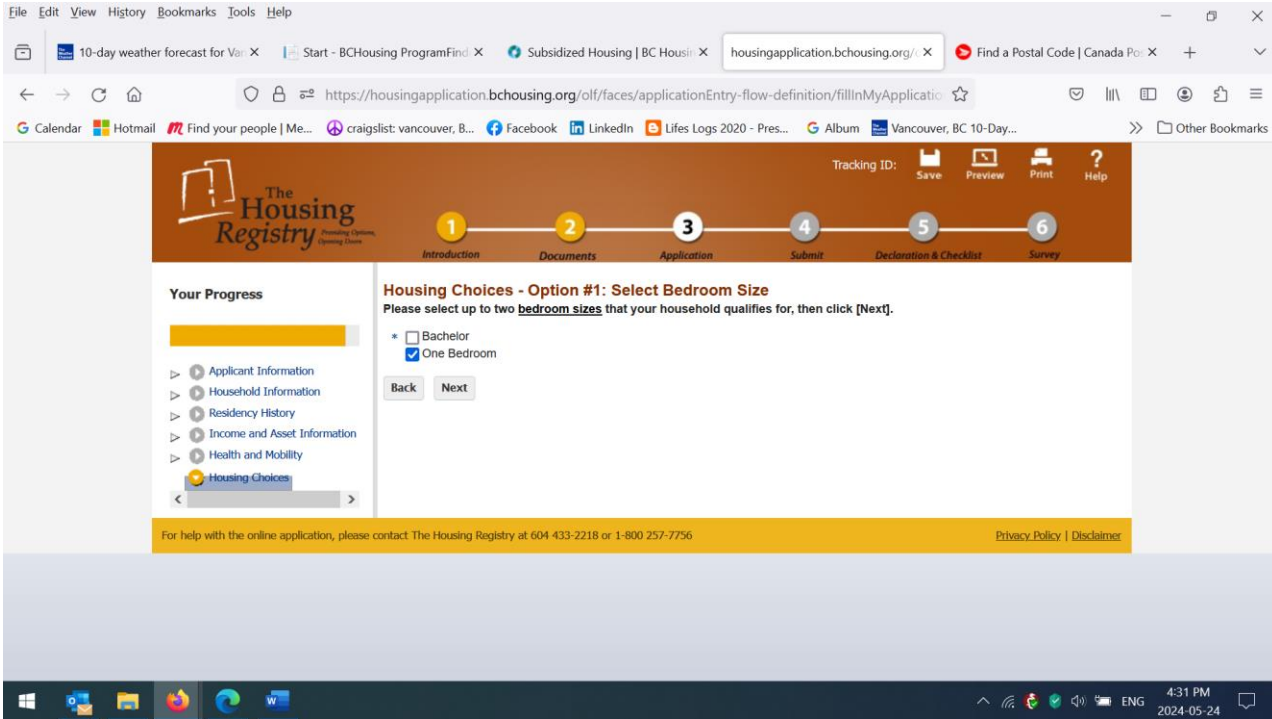 File Edit View History Bookmarks Tools Help
10-day weather forecast for Van
Start - BCHousing ProgramFind
Subsidized Housing | BC Housin
housingapplication.bchousing.org/o
Find a Postal Code | Canada Pos
https://housingapplication.bchousing.org/olf/faces/applicationEntry-flow-definition/fillInMyApplicatio
Calendar Hotmail Find your people | Me... craigslist: vancouver, B... Facebook LinkedIn Lifes Logs 2020 - Pres... Album Vancouver, BC 10-Day... Other Bookmarks
The
Housing
Registry Providing Options,
Opening Doors
Tracking ID: Save Preview Print Help
1 2 3 4 5 6
Introduction Documents Application Submit Declaration & Checklist Survey
Your Progress
Applicant Information
Household Information
Residency History
Income and Asset Information
Health and Mobility
Housing Choices
Housing Choices - Option #1: Select Bedroom Size
Please select up to two bedroom sizes that your household qualifies for, then click [Next].
* Bachelor
One Bedroom
Back Next
For help with the online application, please contact The Housing Registry at 604 433-2218 or 1-800 257-7756
Privacy Policy | Disclaimer
ENG 4:31 PM
2024-05-24